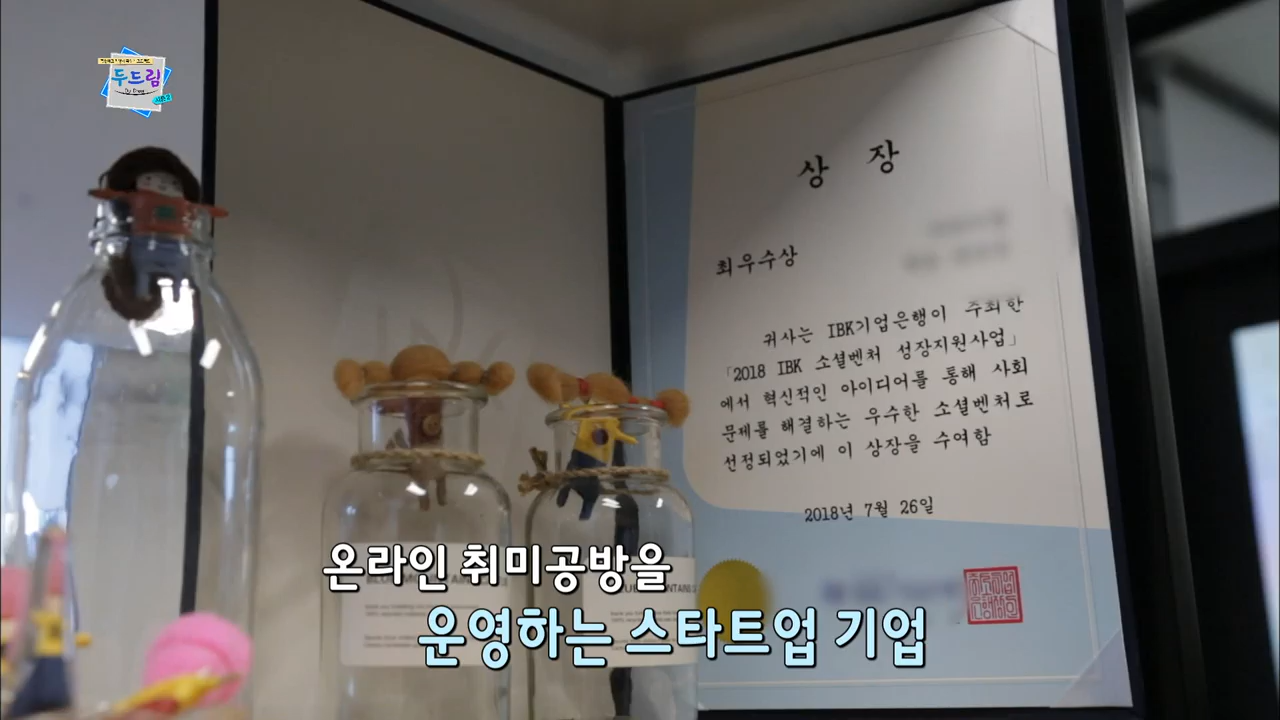 두드림
상 장
최우수상
귀사는 IBK기업은행이 주최한
「2018 IBK 소셜벤처 성장지원사업」
에서 혁신적인 아이디어를 통해 사회
문제를 해결하는 우수한 소셜벤처로
선정되었기에 이 상장을 수여함
2018년 7월 26일
온라인 취미공방을
운영하는 스타트업 기업